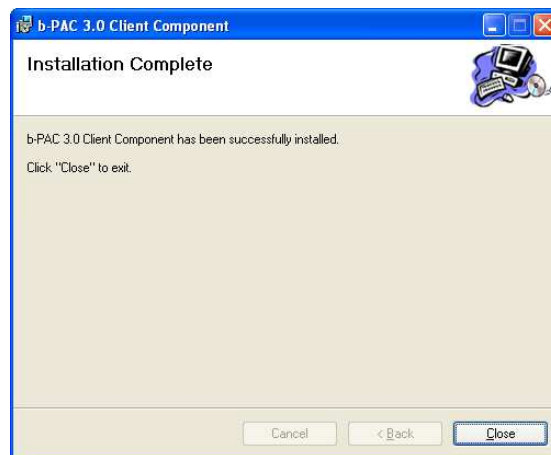 b-PAC 3.0 Client Component
Installation Complete
b-PAC 3.0 Client Component has been successfully installed.
Click "Close" to exit.
Cancel
< Back
Close